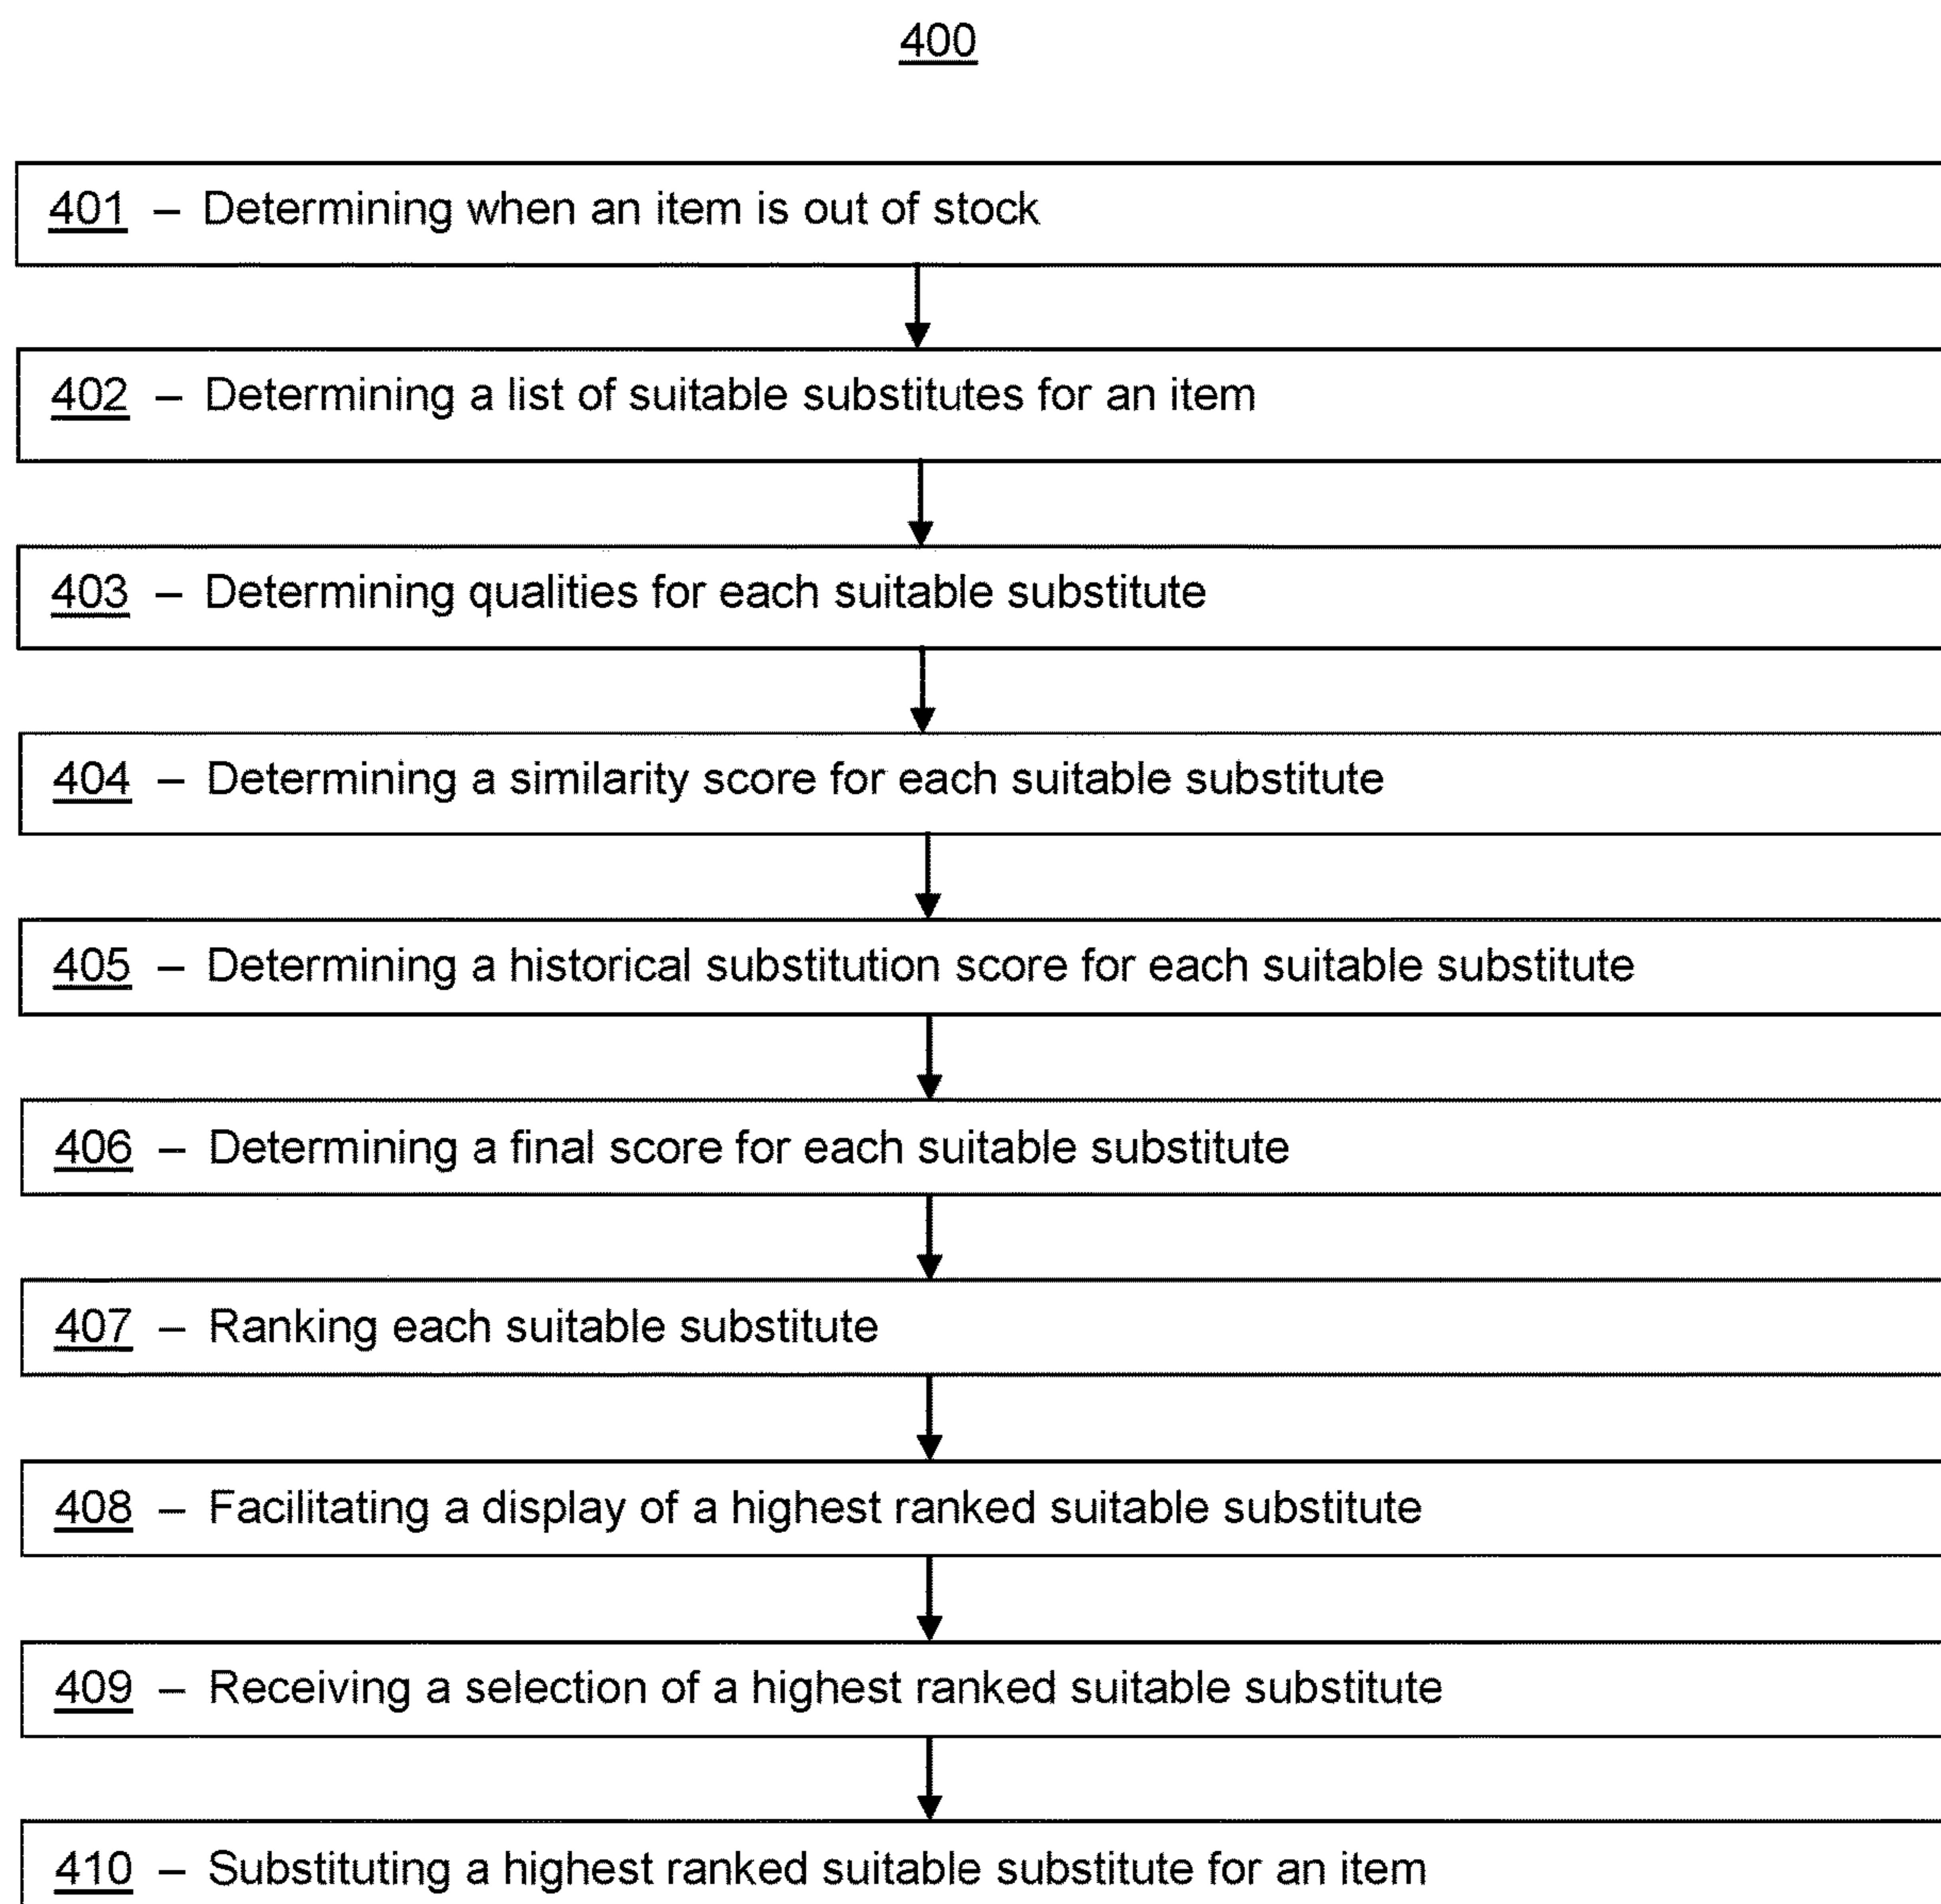 400
401 – Determining when an item is out of stock
402 – Determining a list of suitable substitutes for an item
403 – Determining qualities for each suitable substitute
404 – Determining a similarity score for each suitable substitute
405 – Determining a historical substitution score for each suitable substitute
406 – Determining a final score for each suitable substitute
407 – Ranking each suitable substitute
408 – Facilitating a display of a highest ranked suitable substitute
409 – Receiving a selection of a highest ranked suitable substitute
410 – Substituting a highest ranked suitable substitute for an item